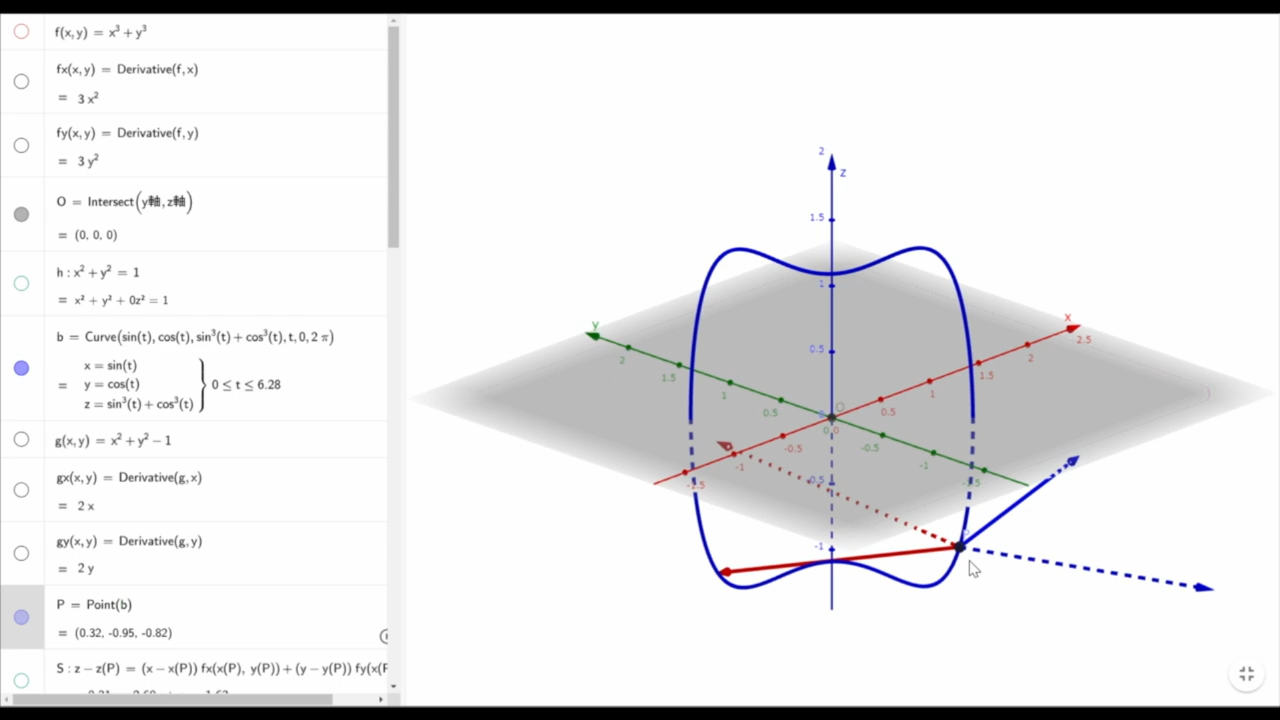 f(x,y) = x³ + y³
fx(x,y) = Derivative(f,x)
= 3 x²
fy(x,y) = Derivative(f,y)
= 3 y²
O = Intersect(y軸,z軸)
= (0, 0, 0)
h : x² + y² = 1
= x² + y² + 0z² = 1
b = Curve(sin(t), cos(t), sin³(t) + cos³(t), t, 0, 2 π)
x = sin(t)
= y = cos(t) } 0 ≤ t ≤ 6.28
z = sin³(t) + cos³(t)
g(x,y) = x² + y² − 1
gx(x,y) = Derivative(g,x)
= 2 x
gy(x,y) = Derivative(g,y)
= 2 y
P = Point(b)
= (0.32, -0.95, -0.82)
S : z − z(P) = (x − x(P)) fx(x(P), y(P)) + (y − y(P)) fy(x(P
2
z
1.5
1
0.5
0
-0.5
-1
y
2
1.5
1
0.5
0.0
-0.5
-1
-1.5
x
2.5
2
1.5
1
0.5
-0.5
-1
-1.5
O
P